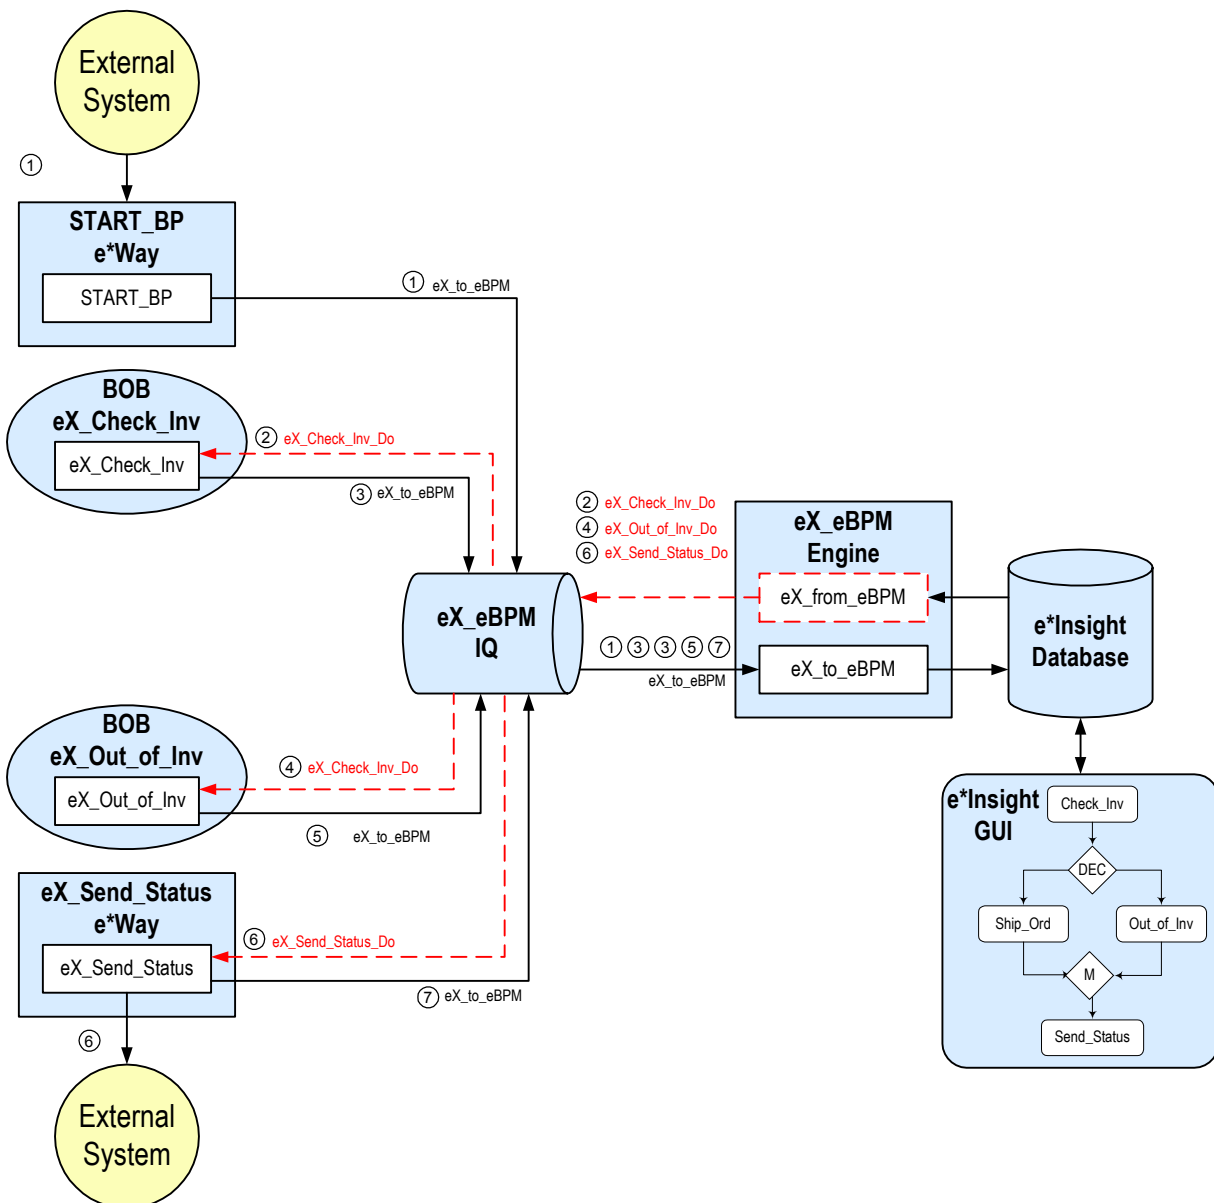 External
System
①
START_BP
e*Way
START_BP
① eX_to_eBPM
BOB
eX_Check_Inv
eX_Check_Inv
② eX_Check_Inv_Do
③ eX_to_eBPM
② eX_Check_Inv_Do
④ eX_Out_of_Inv_Do
⑥ eX_Send_Status_Do
eX_eBPM
Engine
eX_from_eBPM
eX_to_eBPM
eX_eBPM
IQ
① ③ ③ ⑤ ⑦
eX_to_eBPM
e*Insight
Database
BOB
eX_Out_of_Inv
eX_Out_of_Inv
④ eX_Check_Inv_Do
⑤ eX_to_eBPM
eX_Send_Status
e*Way
eX_Send_Status
⑥ eX_Send_Status_Do
⑦ eX_to_eBPM
⑥
External
System
e*Insight
GUI
Check_Inv
DEC
Ship_Ord
Out_of_Inv
M
Send_Status